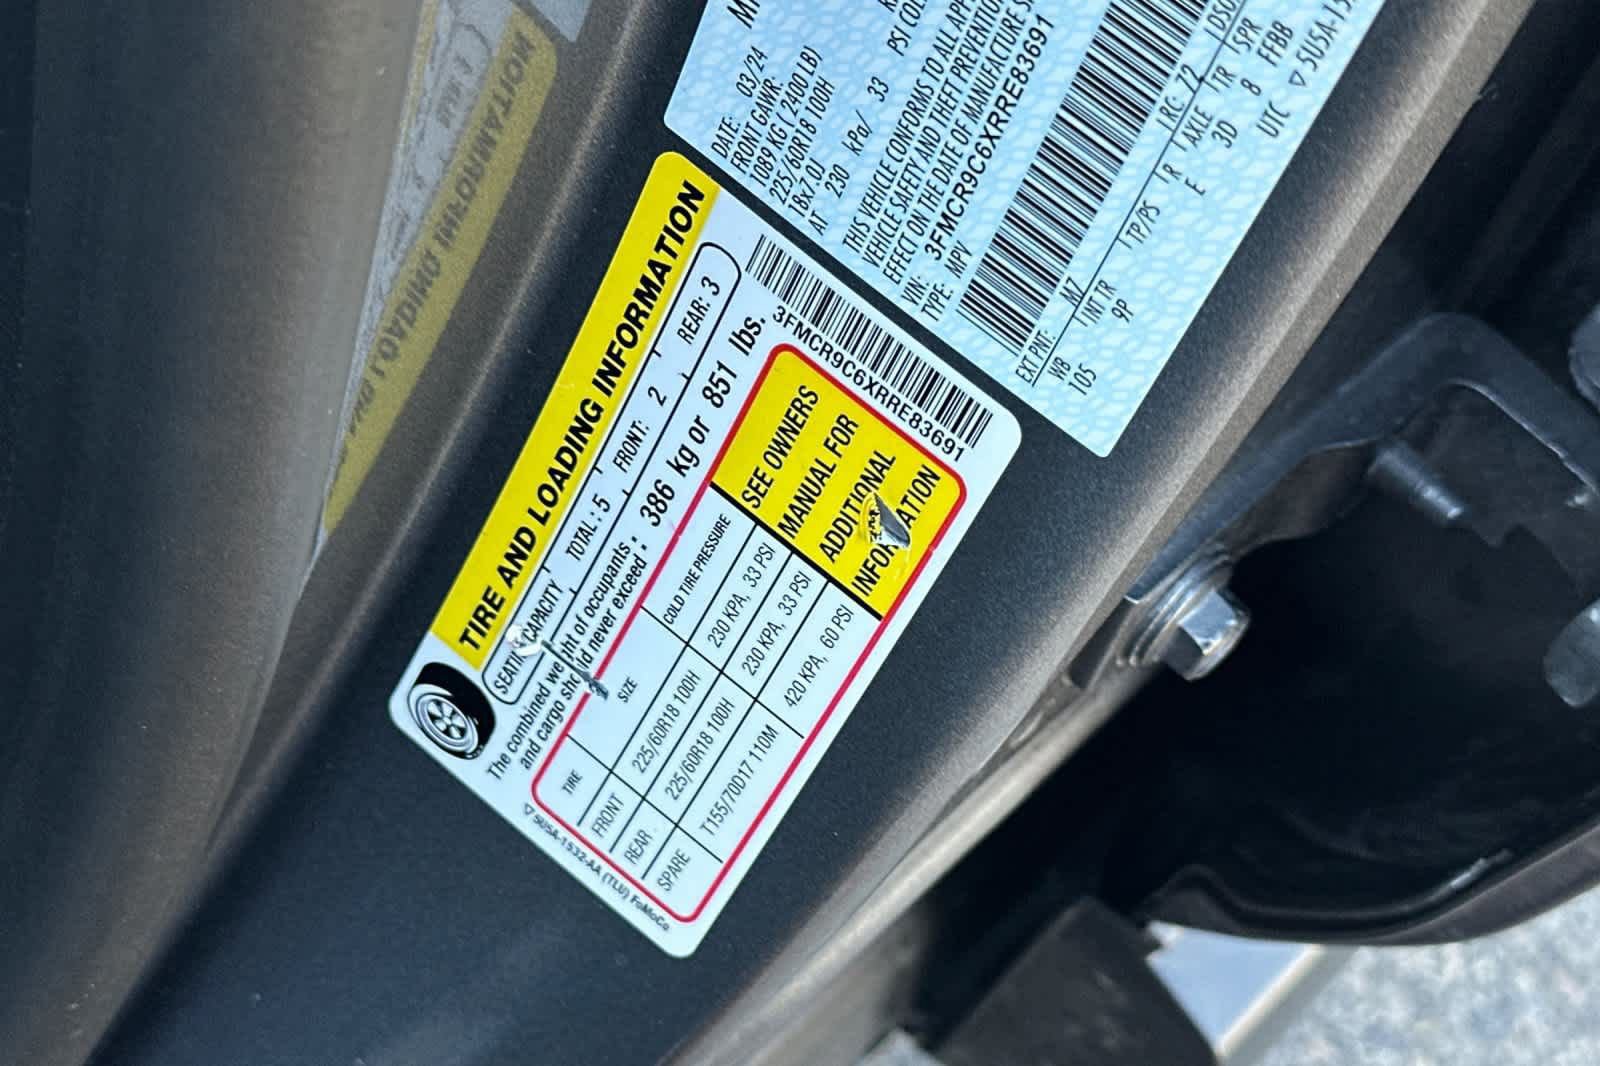 DATE: 03/24
FRONT GAWR:
1089 KG ( 2400 LB)
225/60R18 100H
18x7.0J
AT 230 kPa/ 33 PSI COLD
THIS VEHICLE CONFORMS TO ALL APP
VEHICLE SAFETY AND THEFT PREVENTIO
EFFECT ON THE DATE OF MANUFACTURE S
VIN: 3FMCR9C6XRRE83691
TYPE: MPV
EXT PNT: M7 RC: 72 DSO
WB INT TR TP/PS R AXLE TR SPR
105 9P E 3D 8 FFBB
UTC ▽ 5U5A-15
TIRE AND LOADING INFORMATION
SEATING CAPACITY TOTAL : 5 FRONT: 2 REAR: 3
The combined weight of occupants
and cargo should never exceed : 386 kg or 851 lbs.
3FMCR9C6XRRE83691
TIRE SIZE COLD TIRE PRESSURE
FRONT 225/60R18 100H 230 KPA, 33 PSI
REAR 225/60R18 100H 230 KPA, 33 PSI
SPARE T155/70D17 110M 420 KPA, 60 PSI
SEE OWNERS
MANUAL FOR
ADDITIONAL
INFORMATION
▽ 5U5A-1532-AA (TLU) FoMoCo